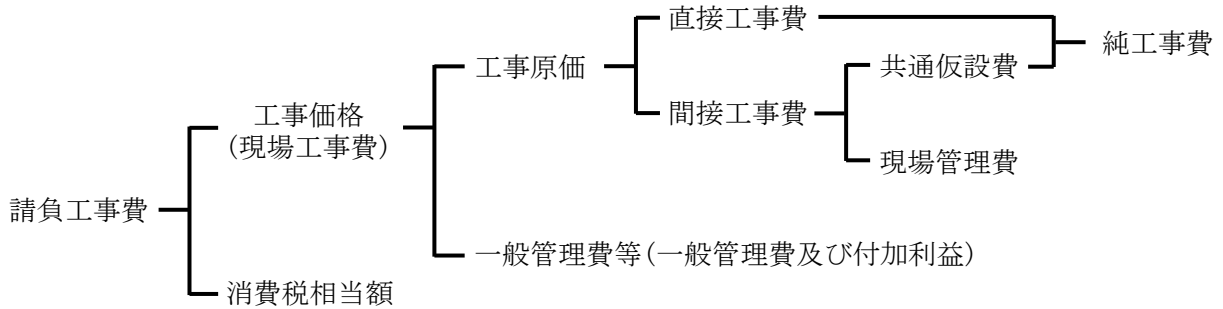 直接工事費
純工事費
工事原価
共通仮設費
工事価格
(現場工事費)
間接工事費
現場管理費
請負工事費
一般管理費等(一般管理費及び付加利益)
消費税相当額